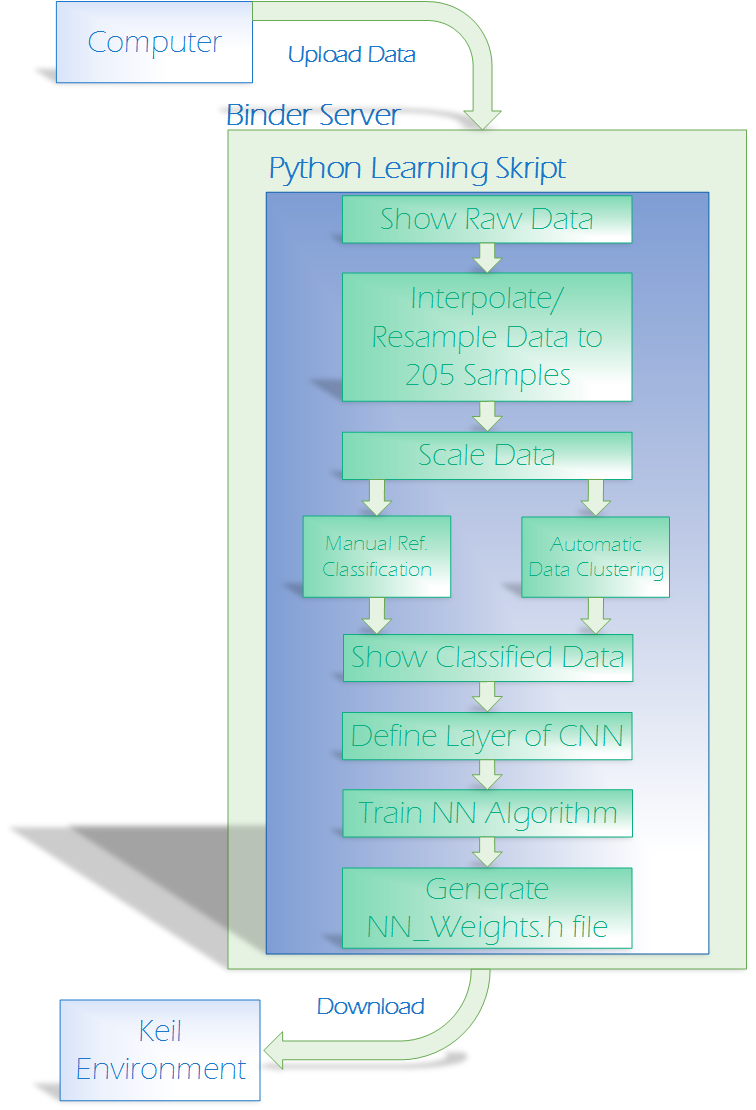 Computer
Upload Data
Binder Server
Python Learning Skript
Show Raw Data
Interpolate/
Resample Data to
205 Samples
Scale Data
Manual Ref.
Classification
Automatic
Data Clustering
Show Classified Data
Define Layer of CNN
Train NN Algorithm
Generate
NN_Weights.h file
Download
Keil
Environment